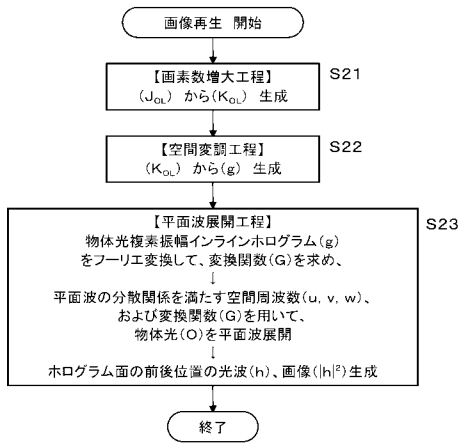 画像再生 開始
【画素数増大工程】
(J_OL) から(K_OL) 生成
S21
【空間変調工程】
(K_OL) から(g) 生成
S22
【平面波展開工程】
S23
物体光複素振幅インラインホログラム(g)
をフーリエ変換して、変換関数(G)を求め、
↓
平面波の分散関係を満たす空間周波数(u, v, w)、
および変換関数(G)を用いて、
物体光(O)を平面波展開
↓
ホログラム面の前後位置の光波(h)、画像(|h|²)生成
終了